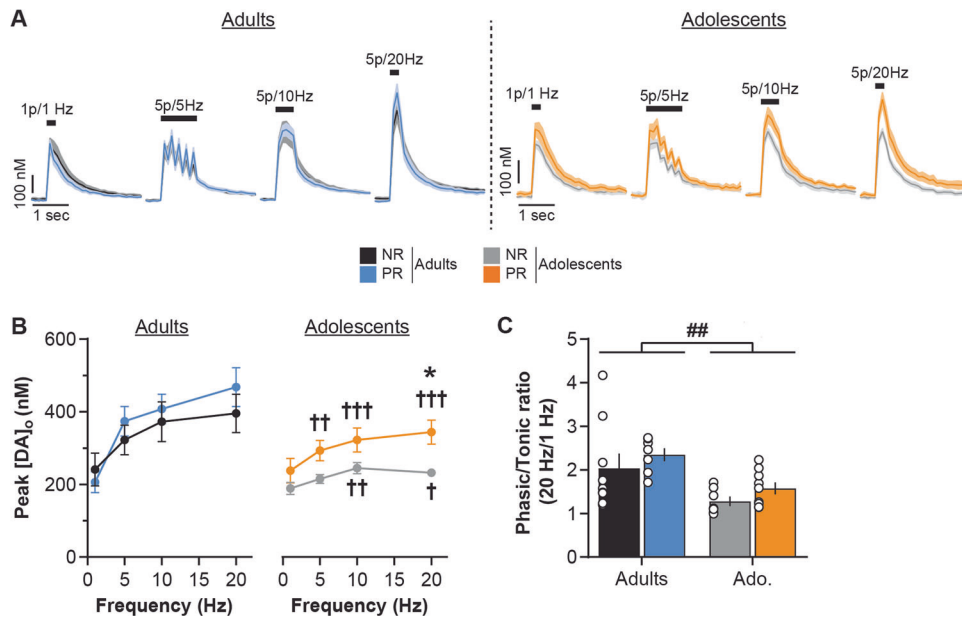 A
Adults
Adolescents
1p/1 Hz
5p/5Hz
5p/10Hz
5p/20Hz
1p/1 Hz
5p/5Hz
5p/10Hz
5p/20Hz
100 nM
1 sec
100 nM
1 sec
NR
PR
Adults
NR
PR
Adolescents
B
Adults
Adolescents
Peak [DA]o (nM)
600
400
200
0
0 5 10 15 20
Frequency (Hz)
0 5 10 15 20
Frequency (Hz)
††
†††
*
†††
††
†
C
##
Phasic/Tonic ratio
(20 Hz/1 Hz)
5
4
3
2
1
0
Adults
Ado.